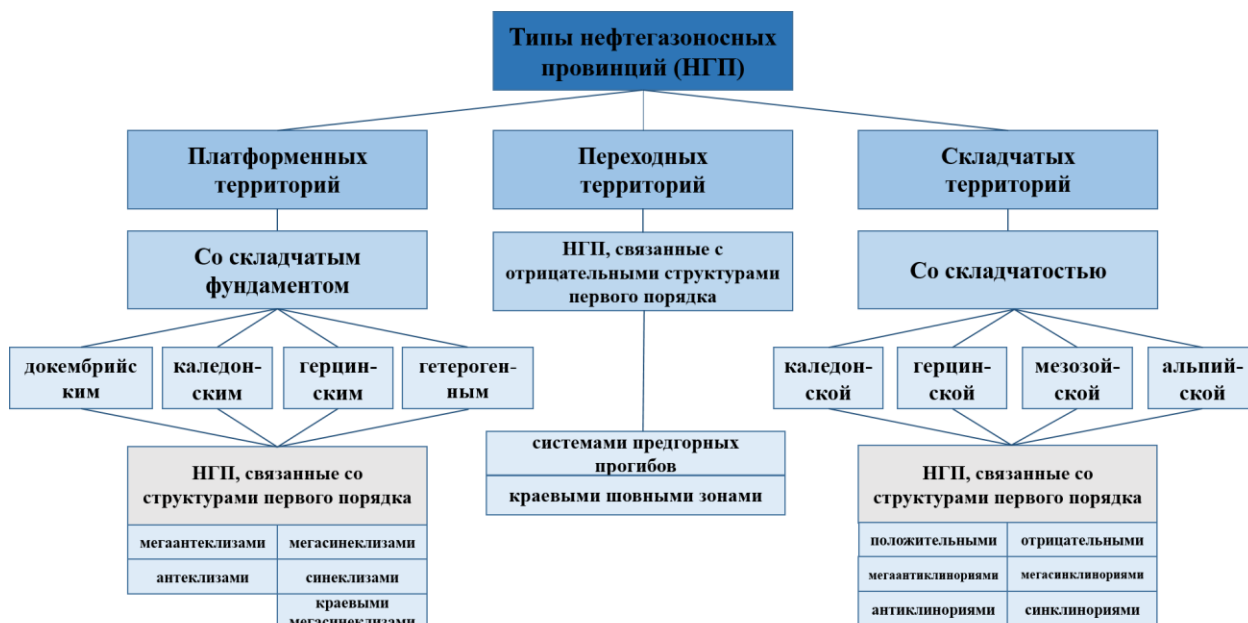 Типы нефтегазоносных
провинций (НГП)
Платформенных
территорий
Переходных
территорий
Складчатых
территорий
Со складчатым
фундаментом
НГП, связанные с
отрицательными структурами
первого порядка
Со складчатостью
докембрийс
ким
каледон-
ским
герцин-
ским
гетероген-
ным
каледон-
ской
герцин-
ской
мезозой-
ской
альпий-
ской
НГП, связанные со
структурами первого порядка
системами предгорных
прогибов
краевыми шовными зонами
НГП, связанные со
структурами первого порядка
мегаантеклизами
мегасинеклизами
антеклизами
синеклизами
краевыми
мегасинеклизами
положительными
отрицательными
мегаантиклинориями
мегасинклинориями
антиклинориями
синклинориями